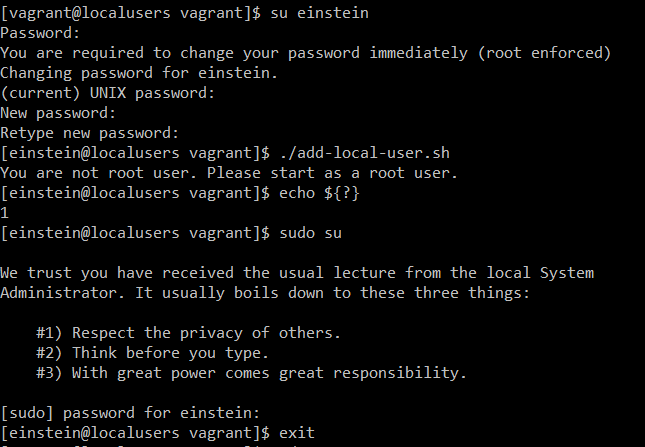 [vagrant@localusers vagrant]$ su einstein
Password:
You are required to change your password immediately (root enforced)
Changing password for einstein.
(current) UNIX password:
New password:
Retype new password:
[einstein@localusers vagrant]$ ./add-local-user.sh
You are not root user. Please start as a root user.
[einstein@localusers vagrant]$ echo ${?}
1
[einstein@localusers vagrant]$ sudo su
We trust you have received the usual lecture from the local System
Administrator. It usually boils down to these three things:
#1) Respect the privacy of others.
#2) Think before you type.
#3) With great power comes great responsibility.
[sudo] password for einstein:
[einstein@localusers vagrant]$ exit